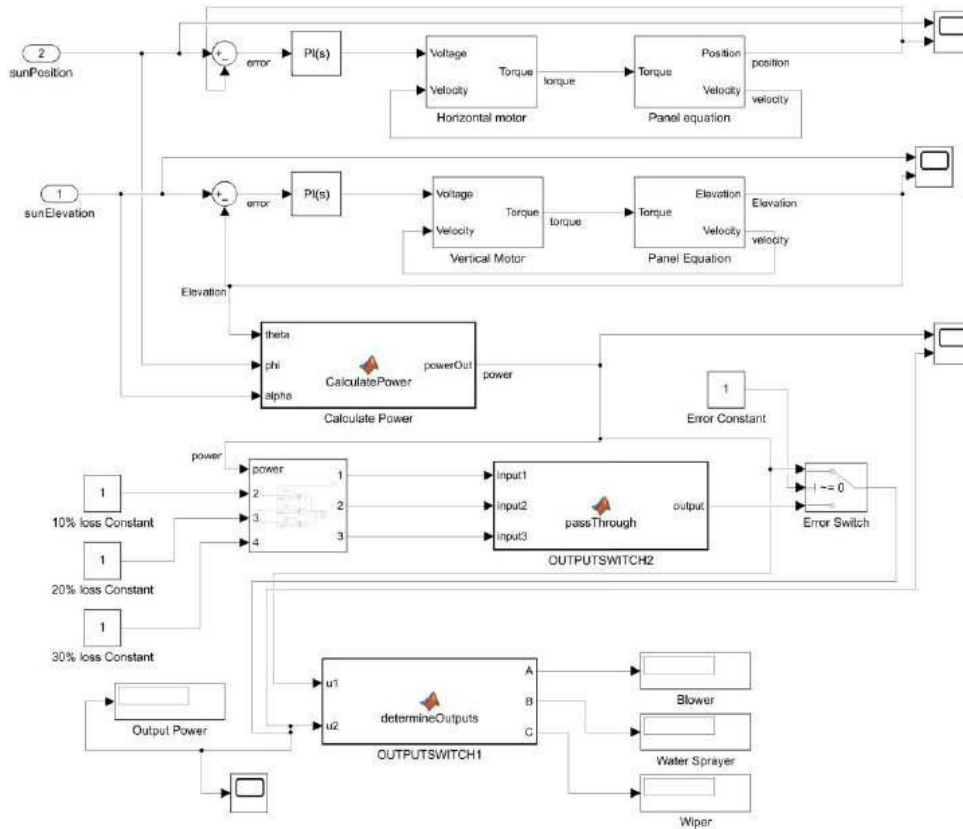 2
sunPosition
+
−
error
PI(s)
Voltage
Velocity
Torque
Horizontal motor
torque
Torque
Position
Velocity
Panel equation
position
velocity
1
sunElevation
+
−
error
PI(s)
Voltage
Velocity
Torque
Vertical Motor
torque
Torque
Elevation
Velocity
Panel Equation
Elevation
velocity
Elevation
theta
phi
alpha
CalculatePower
powerOut
Calculate Power
power
1
Error Constant
power
power
2
3
4
1
2
3
1
10% loss Constant
1
20% loss Constant
1
30% loss Constant
input1
input2
input3
passThrough
output
OUTPUTSWITCH2
~= 0
Error Switch
u1
u2
determineOutputs
A
B
C
OUTPUTSWITCH1
Output Power
Blower
Water Sprayer
Wiper